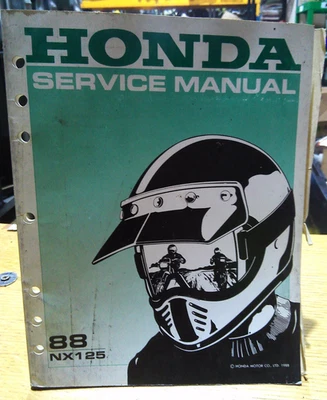 HONDA
SERVICE MANUAL
88
NX125
© HONDA MOTOR CO., LTD. 1988